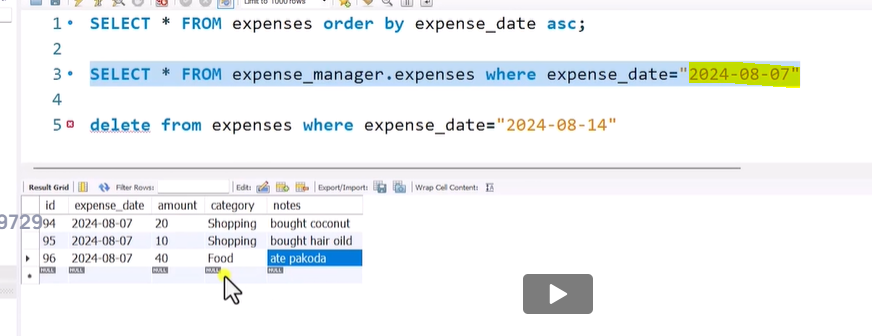 Limit to 1000 rows
1 SELECT * FROM expenses order by expense_date asc;
2
3 SELECT * FROM expense_manager.expenses where expense_date="2024-08-07"
4
5 delete from expenses where expense_date="2024-08-14"
Result Grid Filter Rows: Edit: Export/Import: Wrap Cell Content: IA
id expense_date amount category notes
9729
94 2024-08-07 20 Shopping bought coconut
95 2024-08-07 10 Shopping bought hair oild
96 2024-08-07 40 Food ate pakoda
NULL NULL NULL NULL NULL